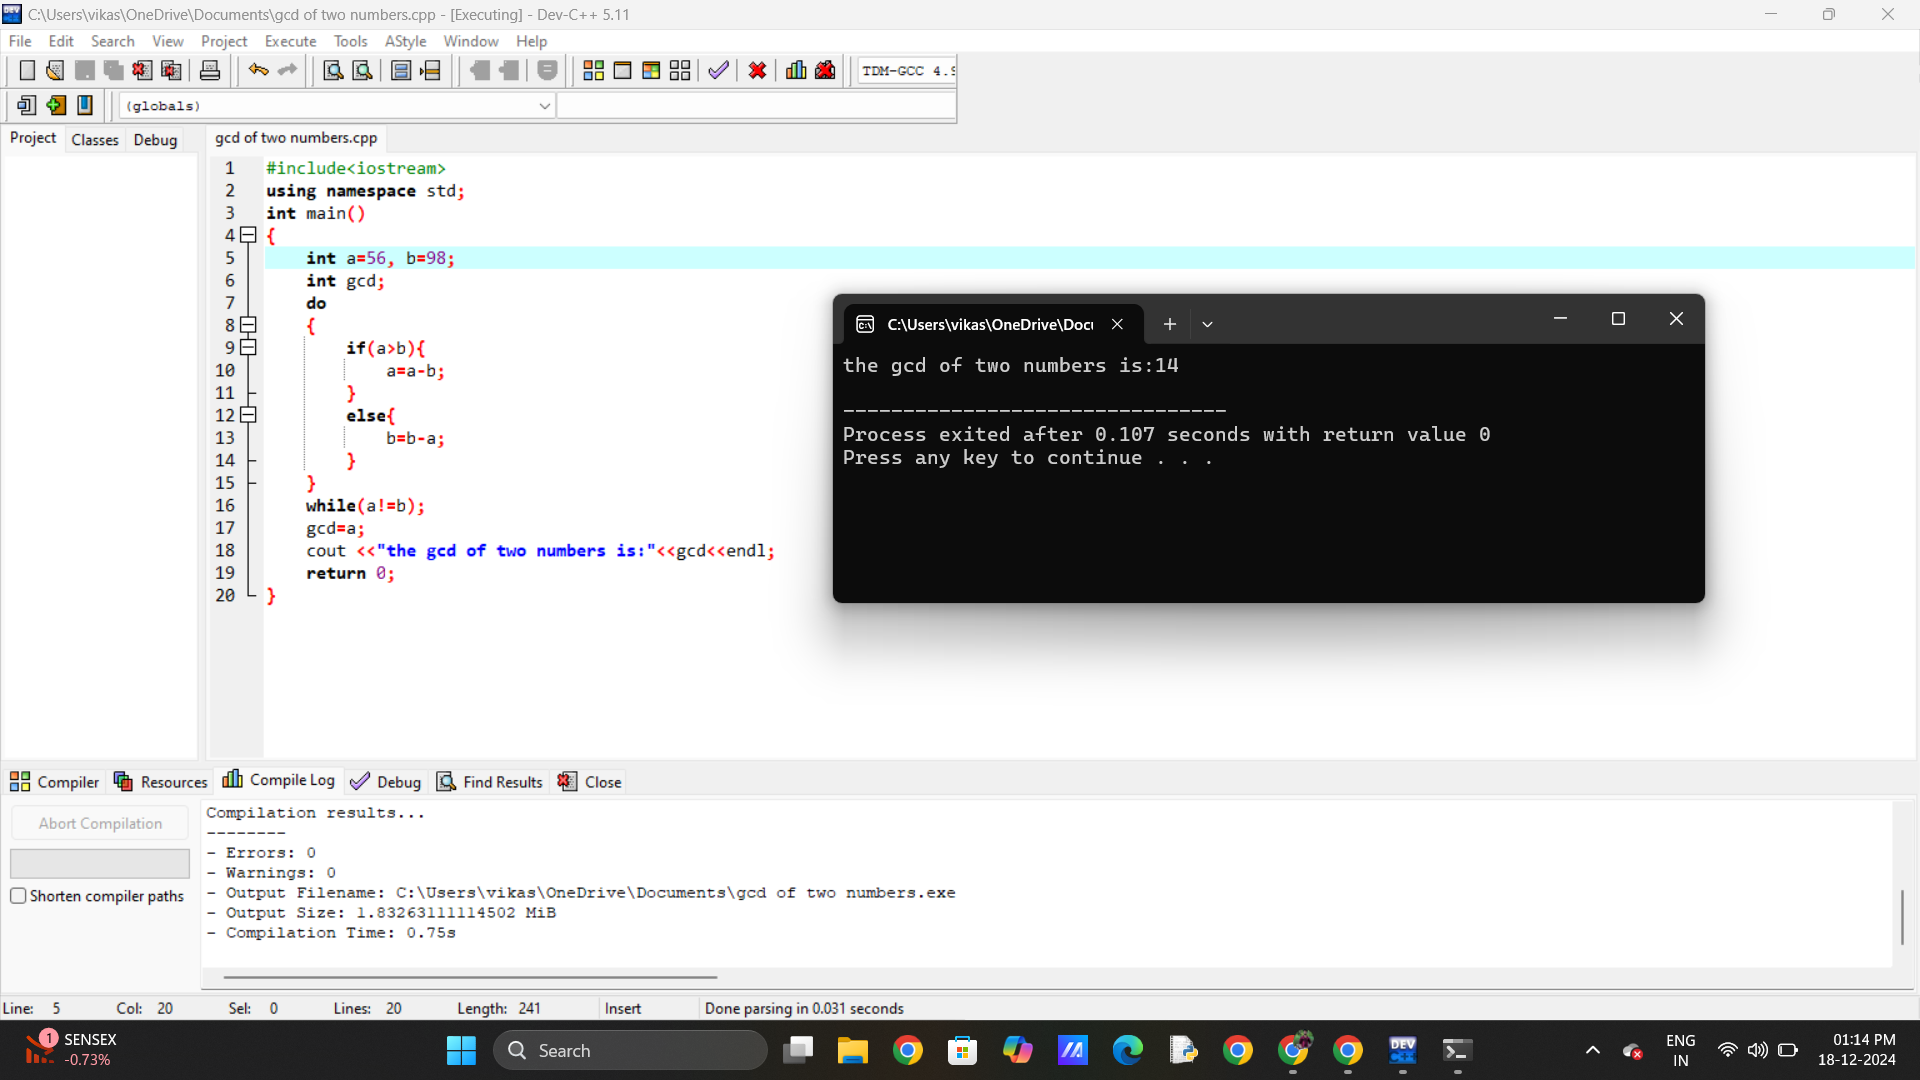 C:\Users\vikas\OneDrive\Documents\gcd of two numbers.cpp - [Executing] - Dev-C++ 5.11
File Edit Search View Project Execute Tools AStyle Window Help
TDM-GCC 4.9
(globals)
Project Classes Debug gcd of two numbers.cpp
1 #include<iostream>
2 using namespace std;
3 int main()
4 {
5 int a=56, b=98;
6 int gcd;
7 do
8 {
9 if(a>b){
10 a=a-b;
11 }
12 else{
13 b=b-a;
14 }
15 }
16 while(a!=b);
17 gcd=a;
18 cout <<"the gcd of two numbers is:"<<gcd<<endl;
19 return 0;
20 }
C:\Users\vikas\OneDrive\Docu
the gcd of two numbers is:14
--------------------------------
Process exited after 0.107 seconds with return value 0
Press any key to continue . . .
Compiler Resources Compile Log Debug Find Results Close
Abort Compilation
Shorten compiler paths
Compilation results...
--------
- Errors: 0
- Warnings: 0
- Output Filename: C:\Users\vikas\OneDrive\Documents\gcd of two numbers.exe
- Output Size: 1.83263111114502 MiB
- Compilation Time: 0.75s
Line: 5 Col: 20 Sel: 0 Lines: 20 Length: 241 Insert Done parsing in 0.031 seconds
1
SENSEX
-0.73%
Search
DEV
C++
ENG
IN
01:14 PM
18-12-2024